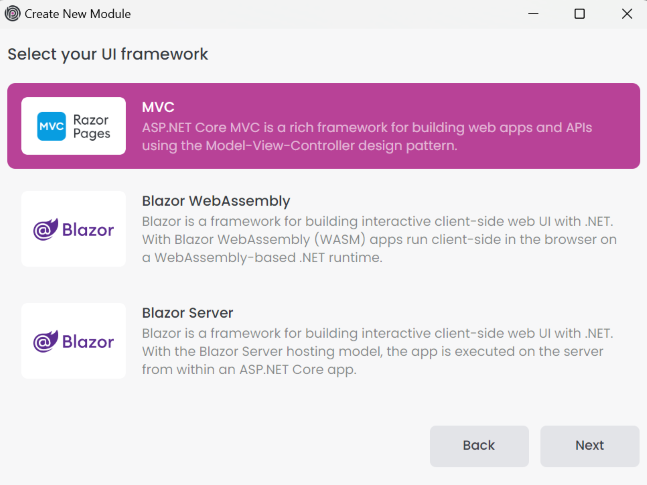 Create New Module
Select your UI framework
MVC
Razor
Pages
MVC
ASP.NET Core MVC is a rich framework for building web apps and APIs
using the Model-View-Controller design pattern.
@ Blazor
Blazor WebAssembly
Blazor is a framework for building interactive client-side web UI with .NET.
With Blazor WebAssembly (WASM) apps run client-side in the browser on
a WebAssembly-based .NET runtime.
@ Blazor
Blazor Server
Blazor is a framework for building interactive client-side web UI with .NET.
With the Blazor Server hosting model, the app is executed on the server
from within an ASP.NET Core app.
Back
Next